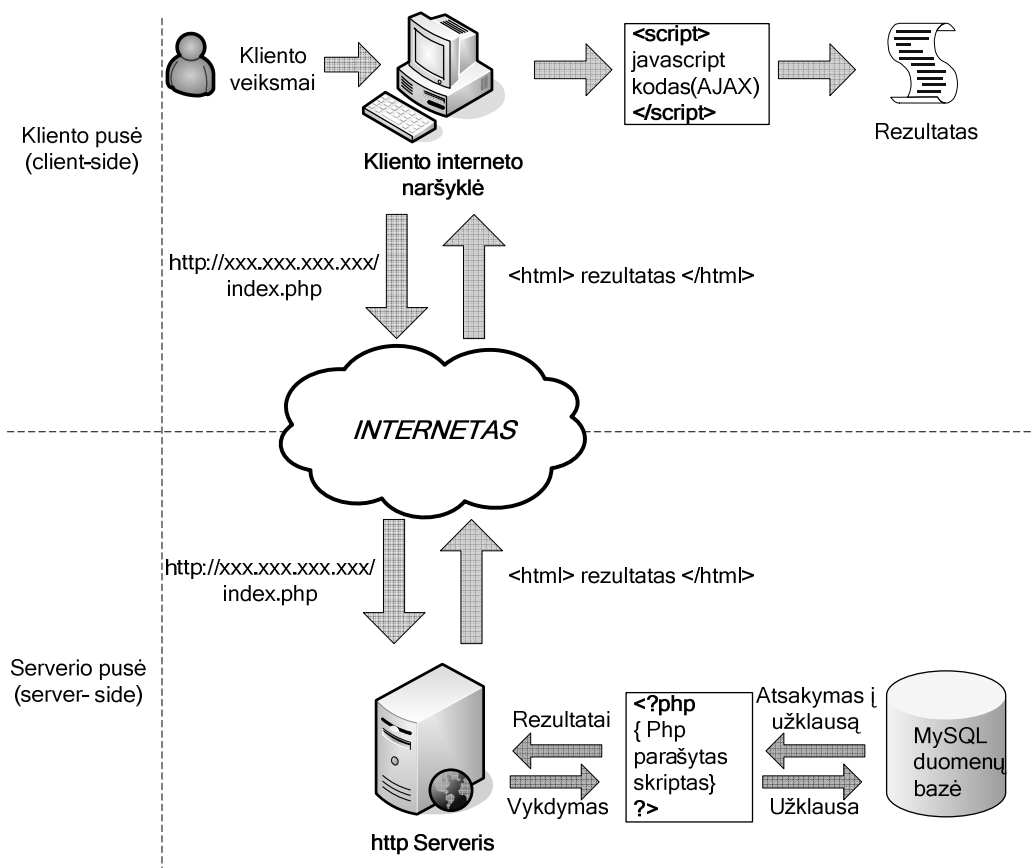 Kliento
veiksmai
<script>
javascript
kodas(AJAX)
</script>
Rezultatas
Kliento pusė
(client-side)
Kliento interneto
naršyklė
http://xxx.xxx.xxx.xxx/
index.php
<html> rezultatas </html>
INTERNETAS
http://xxx.xxx.xxx.xxx/
index.php
<html> rezultatas </html>
Serverio pusė
(server- side)
Rezultatai
Vykdymas
<?php
{ Php
parašytas
skriptas}
?>
Atsakymas į
užklausą
Užklausa
MySQL
duomenų
bazė
http Serveris